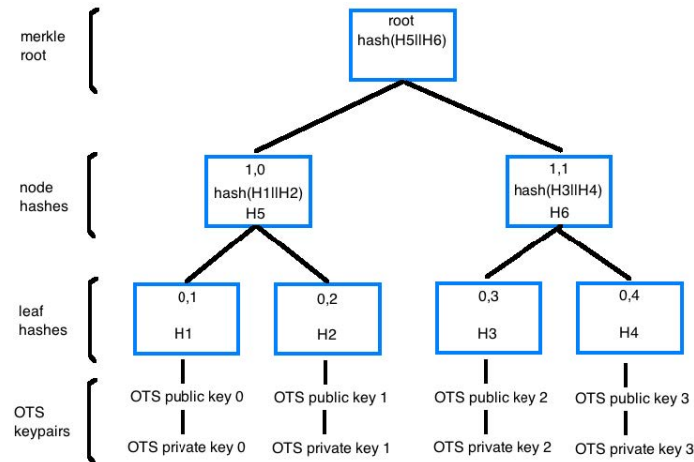 merkle
root
root
hash(H5||H6)
node
hashes
1,0
hash(H1||H2)
H5
1,1
hash(H3||H4)
H6
leaf
hashes
0,1
H1
0,2
H2
0,3
H3
0,4
H4
OTS
keypairs
OTS public key 0
OTS public key 1
OTS public key 2
OTS public key 3
OTS private key 0
OTS private key 1
OTS private key 2
OTS private key 3